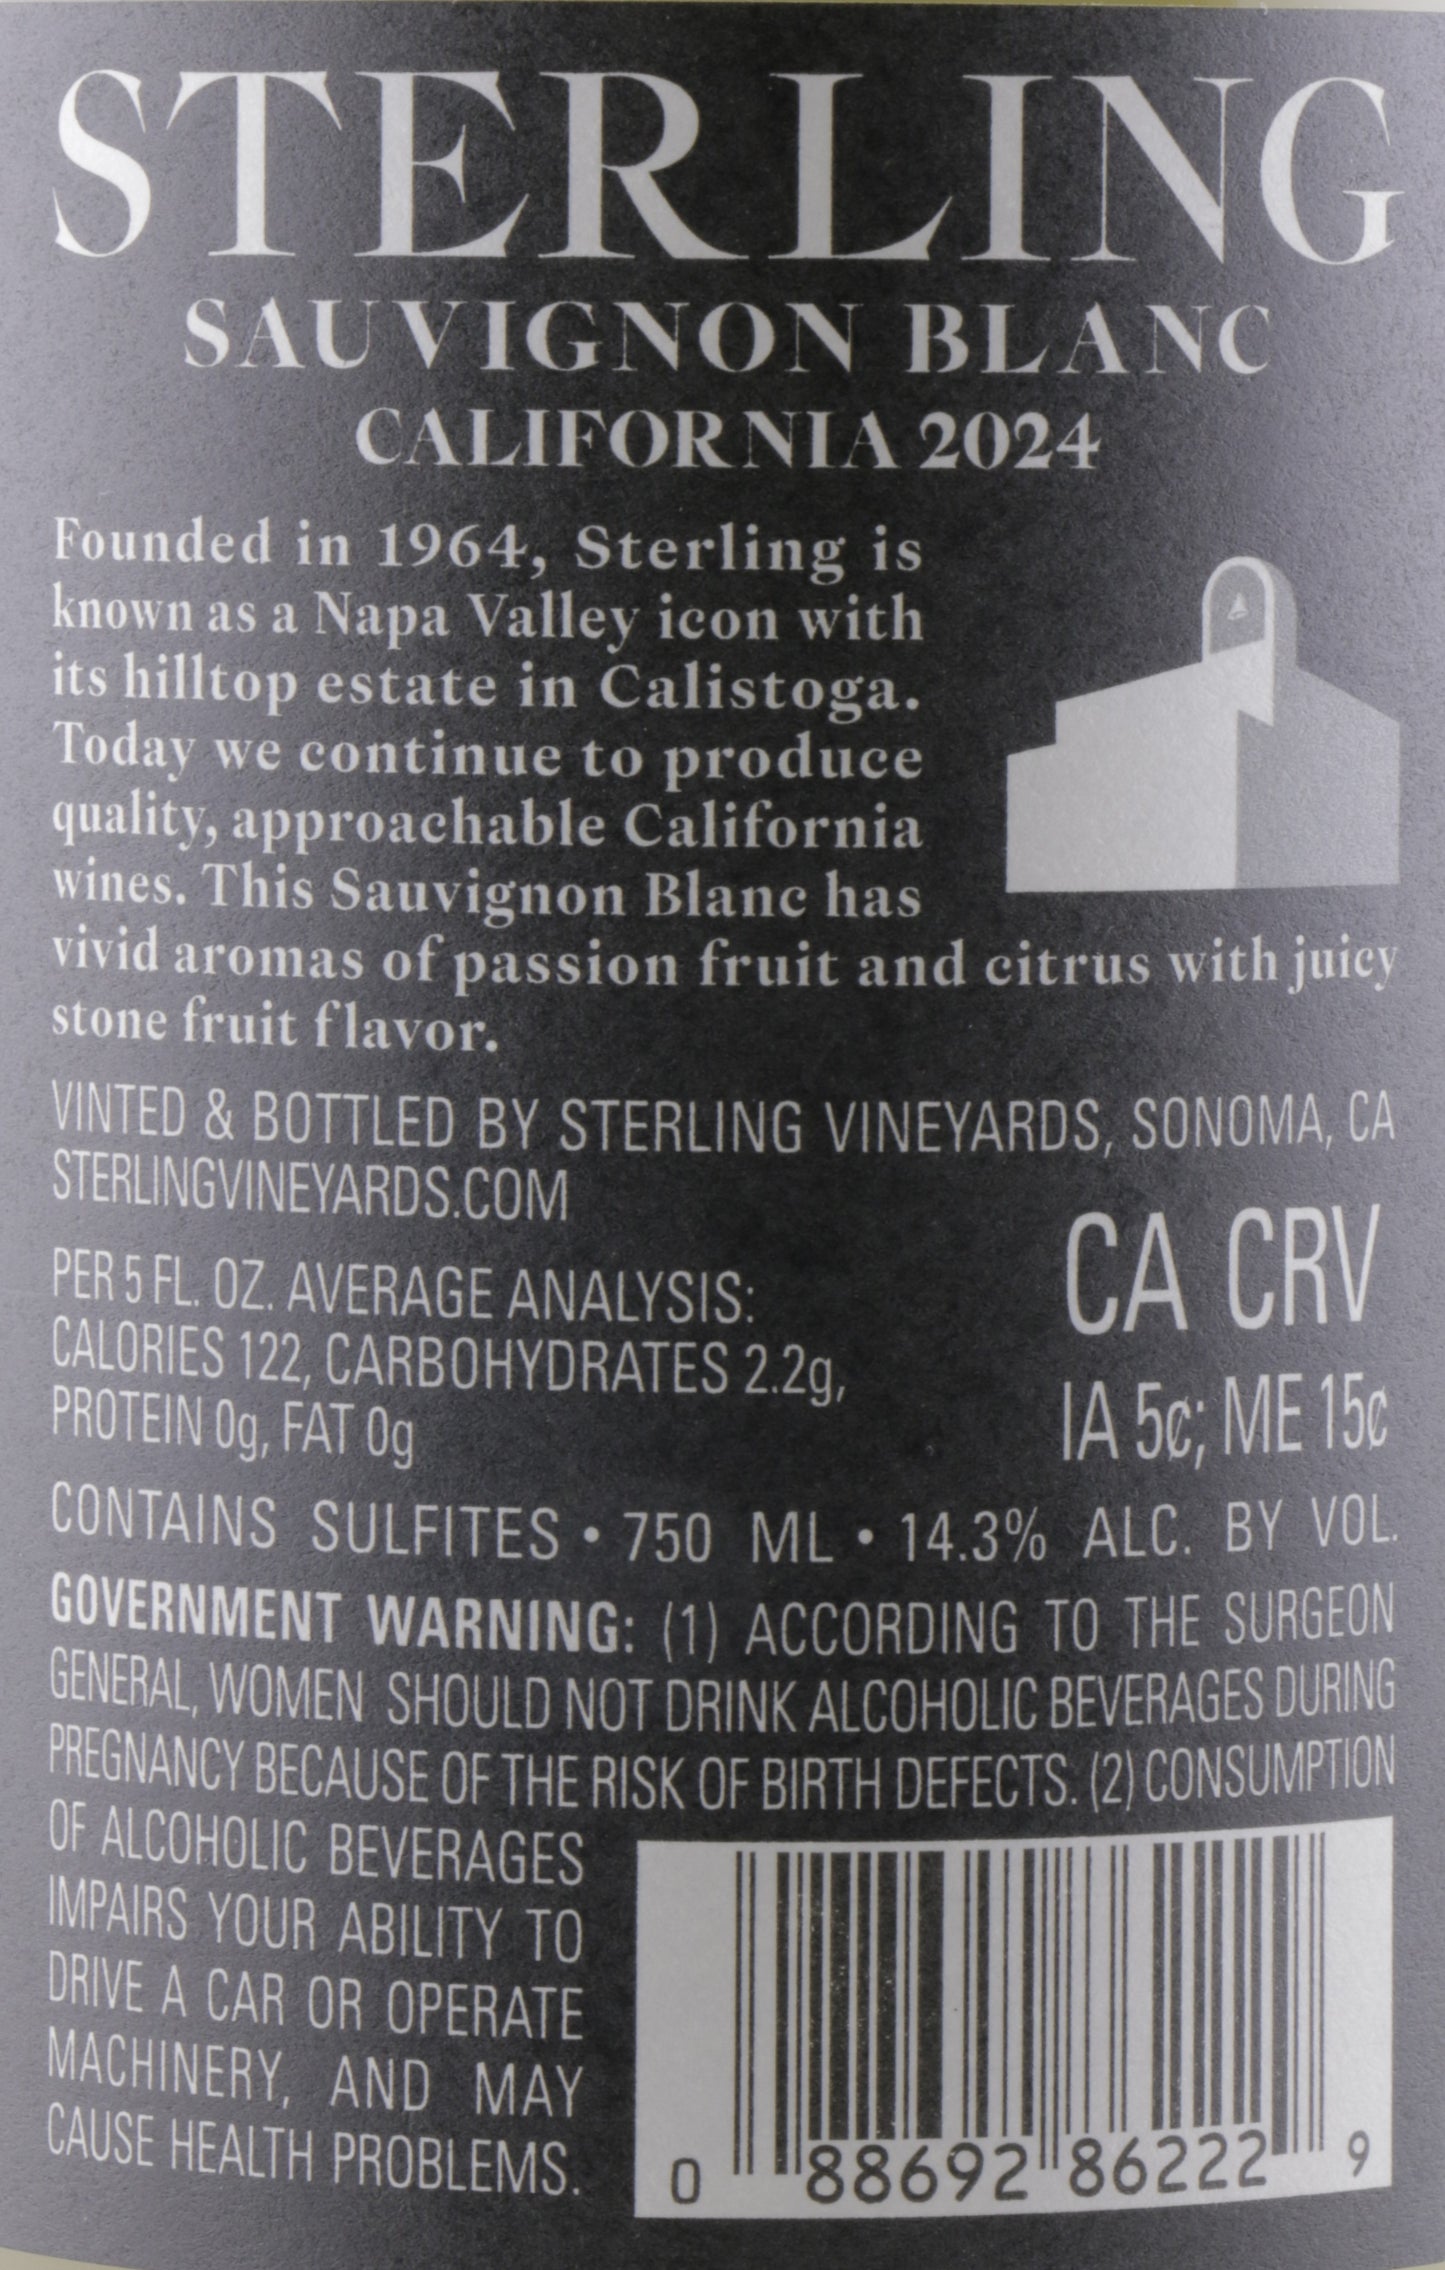 STERLING
SAUVIGNON BLANC
CALIFORNIA 2024
Founded in 1964, Sterling is
known as a Napa Valley icon with
its hilltop estate in Calistoga.
Today we continue to produce
quality, approachable California
wines. This Sauvignon Blanc has
vivid aromas of passion fruit and citrus with juicy
stone fruit flavor.
VINTED & BOTTLED BY STERLING VINEYARDS, SONOMA, CA
STERLINGVINEYARDS.COM
PER 5 FL. OZ. AVERAGE ANALYSIS:
CALORIES 122, CARBOHYDRATES 2.2g,
PROTEIN 0g, FAT 0g
CA CRV
IA 5¢; ME 15¢
CONTAINS SULFITES • 750 ML • 14.3% ALC. BY VOL.
GOVERNMENT WARNING: (1) ACCORDING TO THE SURGEON
GENERAL, WOMEN SHOULD NOT DRINK ALCOHOLIC BEVERAGES DURING
PREGNANCY BECAUSE OF THE RISK OF BIRTH DEFECTS. (2) CONSUMPTION
OF ALCOHOLIC BEVERAGES
IMPAIRS YOUR ABILITY TO
DRIVE A CAR OR OPERATE
MACHINERY, AND MAY
CAUSE HEALTH PROBLEMS.
0 88692 86222 9